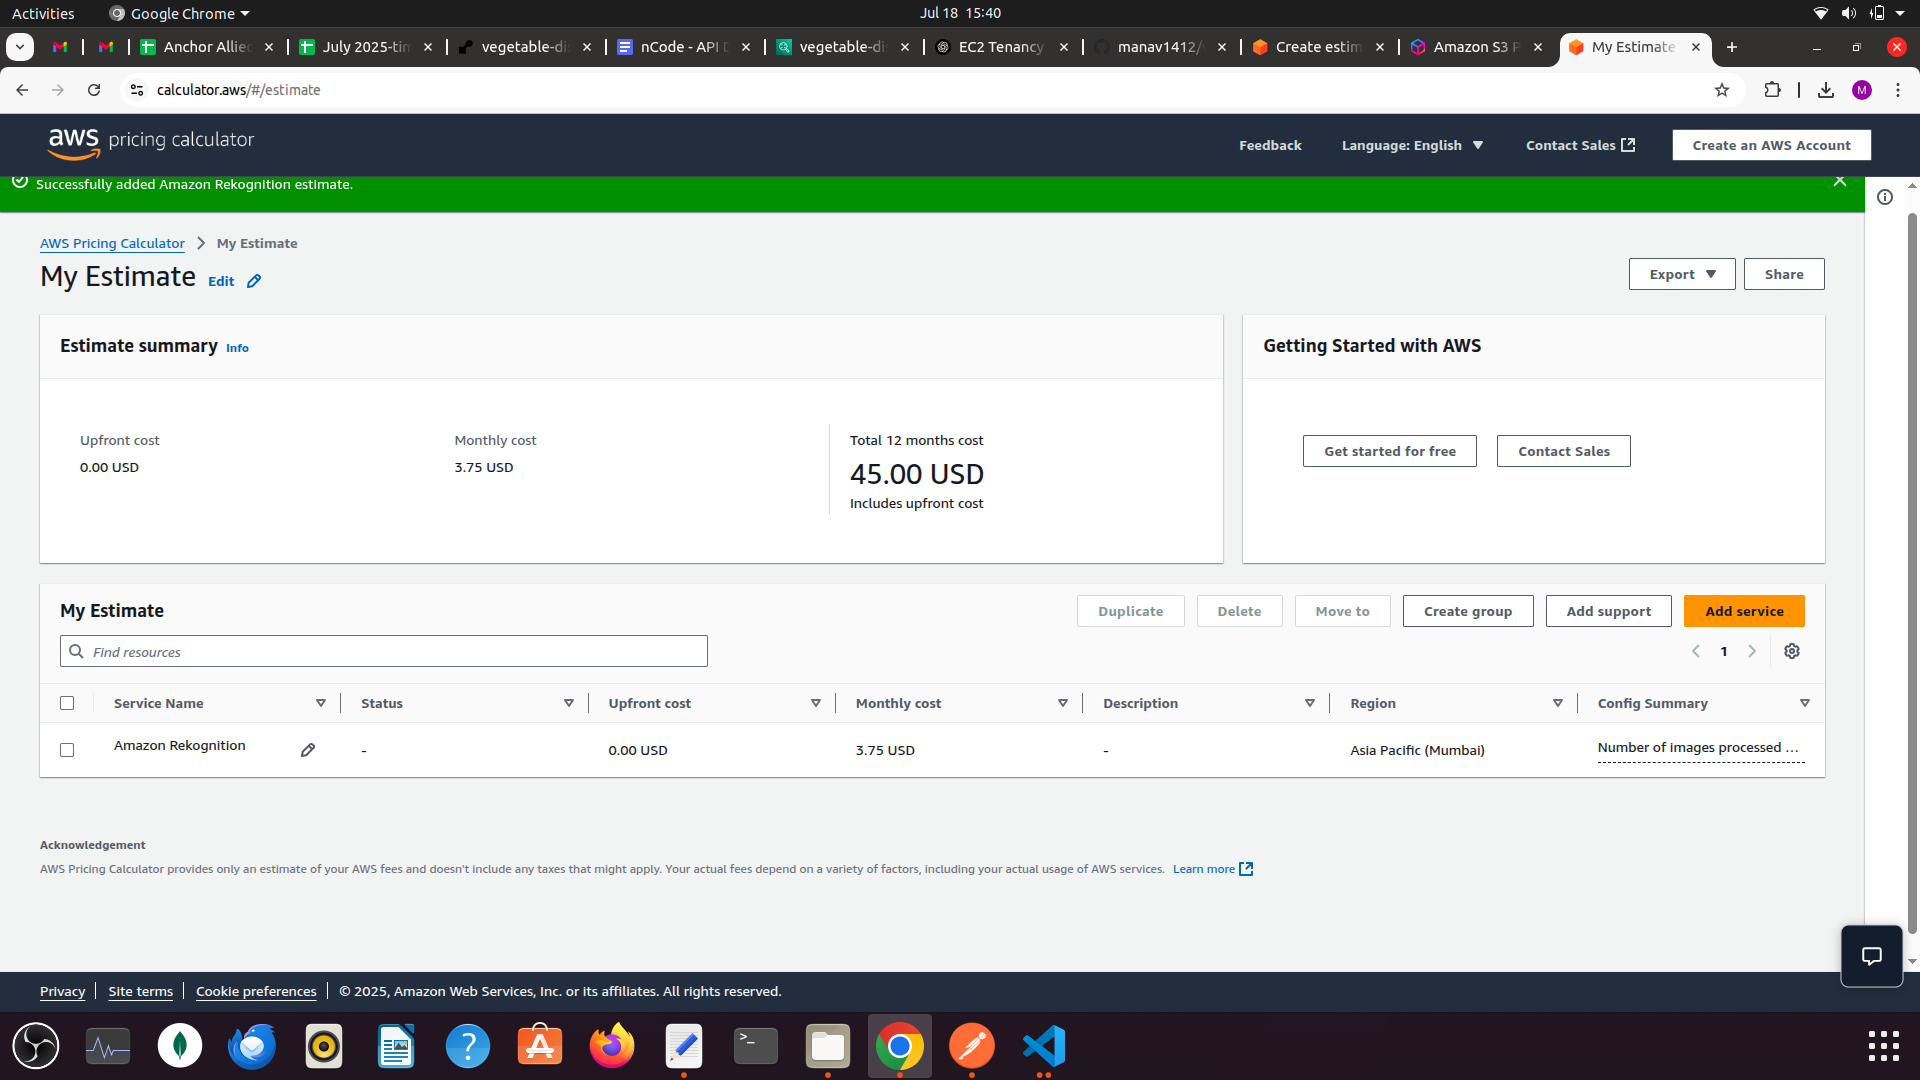 Activities
Google Chrome
Jul 18 15:40
Anchor Allie
July 2025-tim
vegetable-di
nCode - API D
vegetable-di
EC2 Tenancy
manav1412/
Create estim
Amazon S3 P
My Estimate
calculator.aws/#/estimate
M
aws pricing calculator
Feedback
Language: English
Contact Sales
Create an AWS Account
Successfully added Amazon Rekognition estimate.
AWS Pricing Calculator
My Estimate
My Estimate
Edit
Export
Share
Estimate summary
Info
Getting Started with AWS
Upfront cost
0.00 USD
Monthly cost
3.75 USD
Total 12 months cost
45.00 USD
Includes upfront cost
Get started for free
Contact Sales
My Estimate
Duplicate
Delete
Move to
Create group
Add support
Add service
Find resources
1
Service Name
Status
Upfront cost
Monthly cost
Description
Region
Config Summary
Amazon Rekognition
-
0.00 USD
3.75 USD
-
Asia Pacific (Mumbai)
Number of images processed ...
Acknowledgement
AWS Pricing Calculator provides only an estimate of your AWS fees and doesn't include any taxes that might apply. Your actual fees depend on a variety of factors, including your actual usage of AWS services. Learn more
Privacy
Site terms
Cookie preferences
© 2025, Amazon Web Services, Inc. or its affiliates. All rights reserved.